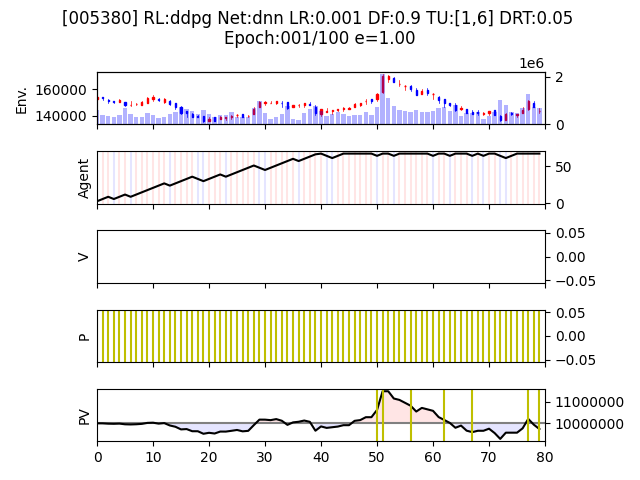 [005380] RL:ddpg Net:dnn LR:0.001 DF:0.9 TU:[1,6] DRT:0.05
Epoch:001/100 e=1.00
1e6
Env.
160000
140000
2
0
Agent
50
0
V
0.05
0.00
−0.05
P
0.05
0.00
−0.05
PV
11000000
10000000
0 10 20 30 40 50 60 70 80